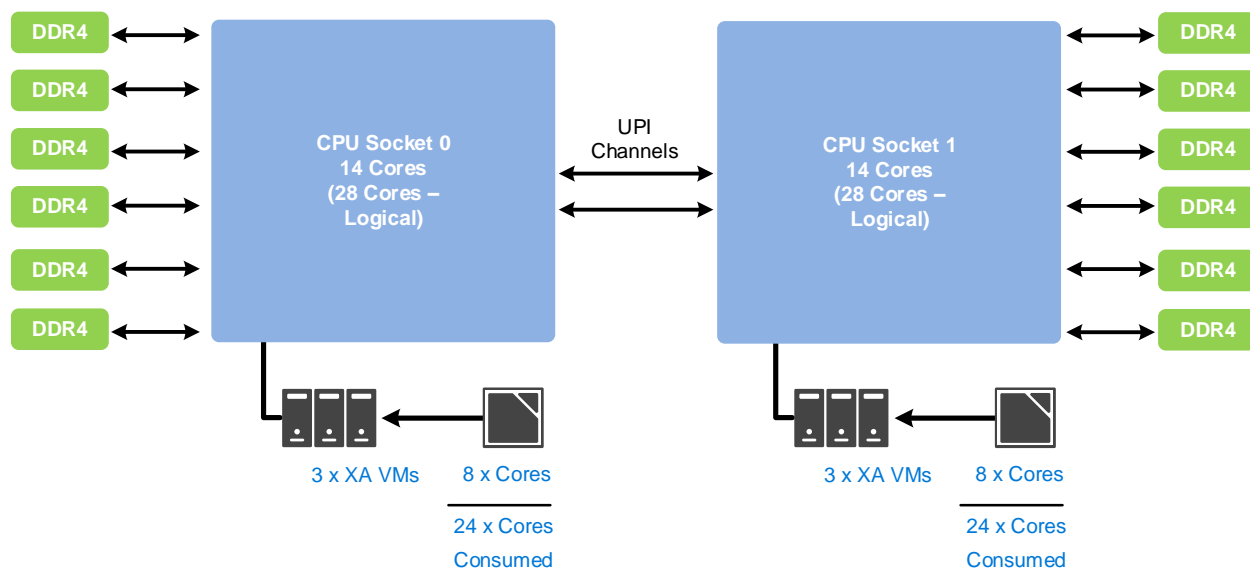 DDR4
DDR4
DDR4
DDR4
DDR4
DDR4
CPU Socket 0
14 Cores
(28 Cores –
Logical)
UPI
Channels
CPU Socket 1
14 Cores
(28 Cores –
Logical)
DDR4
DDR4
DDR4
DDR4
DDR4
DDR4
3 x XA VMs
8 x Cores
24 x Cores
Consumed
3 x XA VMs
8 x Cores
24 x Cores
Consumed